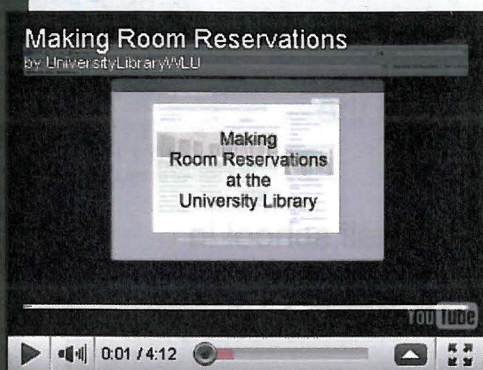 Making Room Reservations
by UniversityLibraryWLU
Making
Room Reservations
at the
University Library
You Tube
0:01 / 4:12